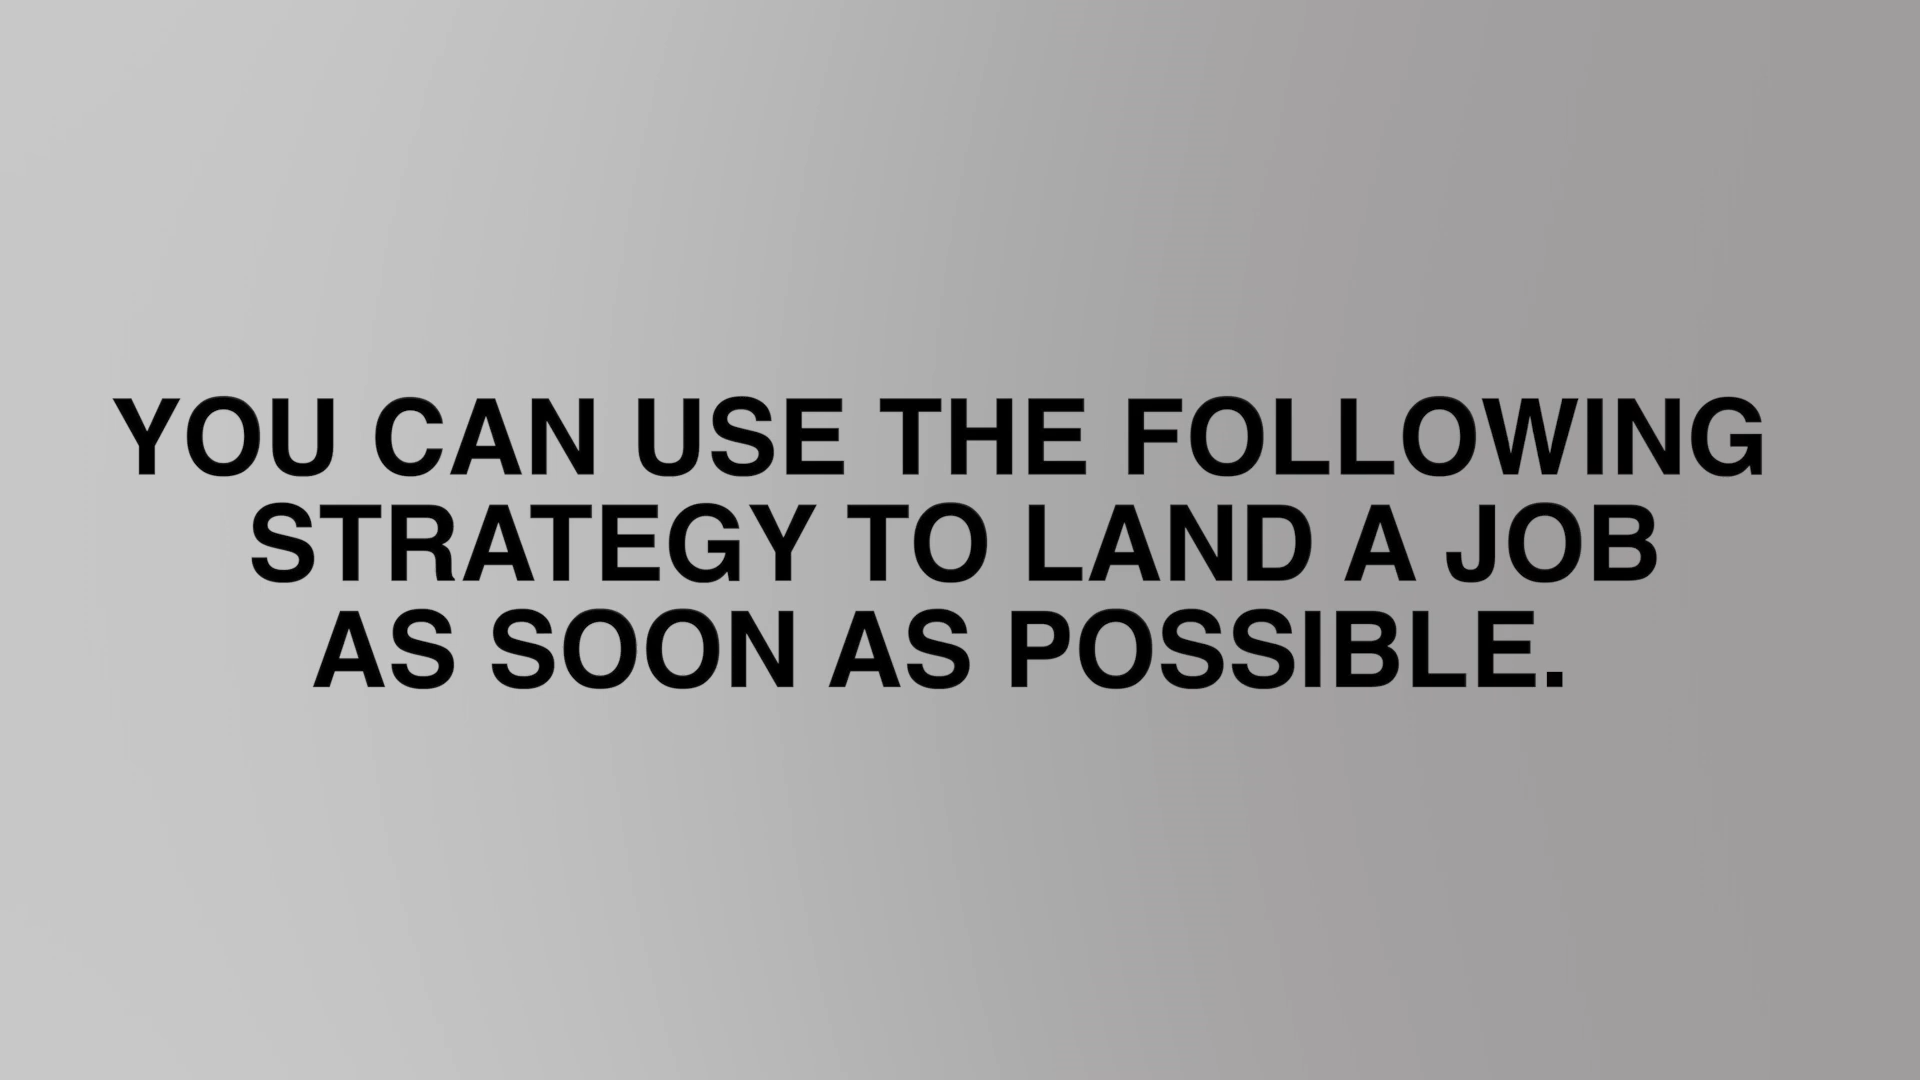 YOU CAN USE THE FOLLOWING
STRATEGY TO LAND A JOB
AS SOON AS POSSIBLE.